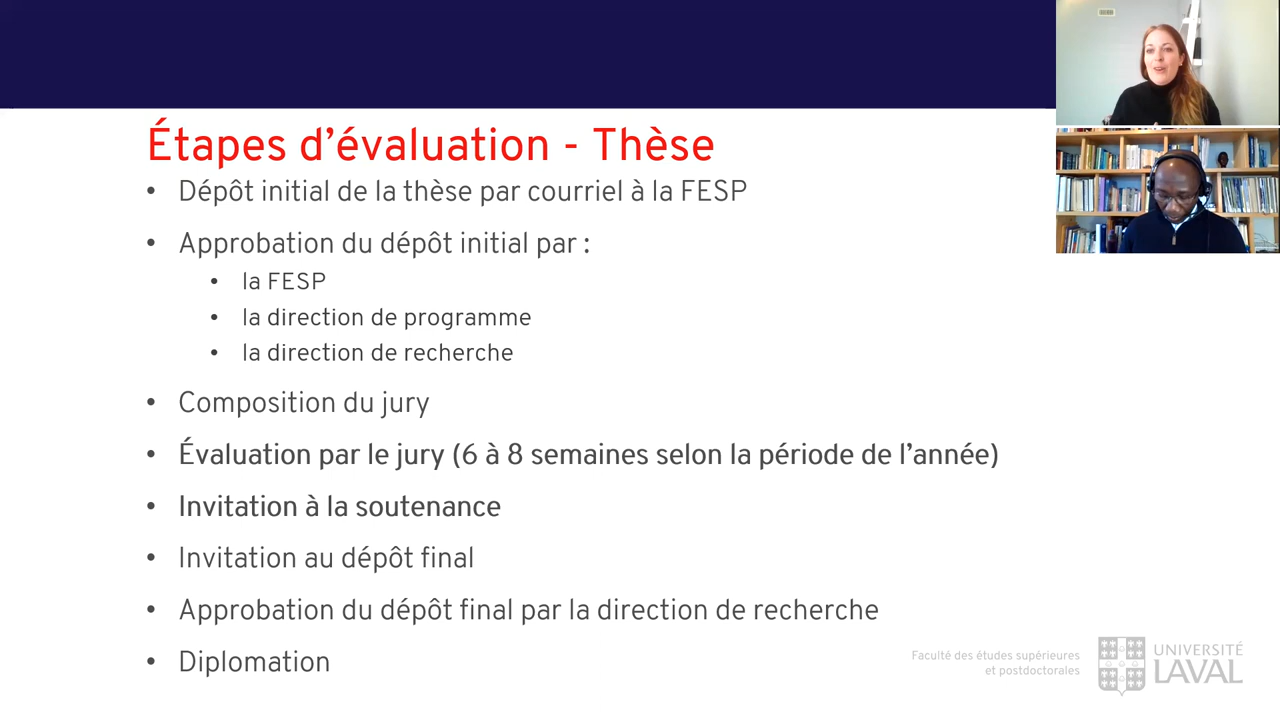 Étapes d'évaluation - Thèse
• Dépôt initial de la thèse par courriel à la FESP
• Approbation du dépôt initial par :
• la FESP
• la direction de programme
• la direction de recherche
• Composition du jury
• Évaluation par le jury (6 à 8 semaines selon la période de l'année)
• Invitation à la soutenance
• Invitation au dépôt final
• Approbation du dépôt final par la direction de recherche
• Diplomation
Faculté des études supérieures
et postdoctorales
UNIVERSITÉ
LAVAL